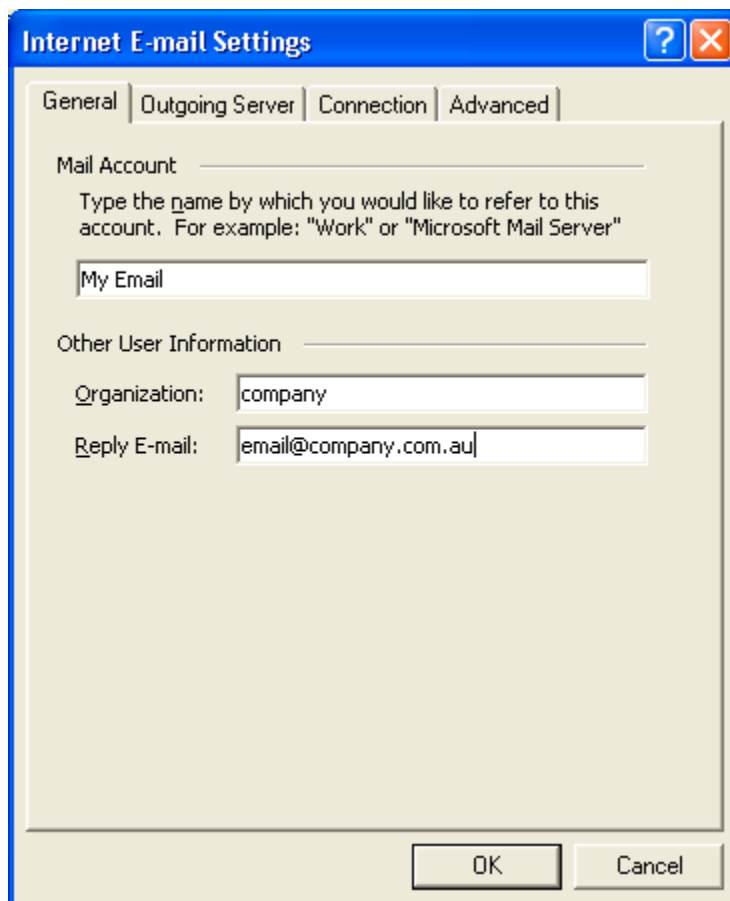 Internet E-mail Settings
General Outgoing Server Connection Advanced
Mail Account
Type the name by which you would like to refer to this
account. For example: "Work" or "Microsoft Mail Server"
My Email
Other User Information
Organization: company
Reply E-mail: email@company.com.au
OK Cancel